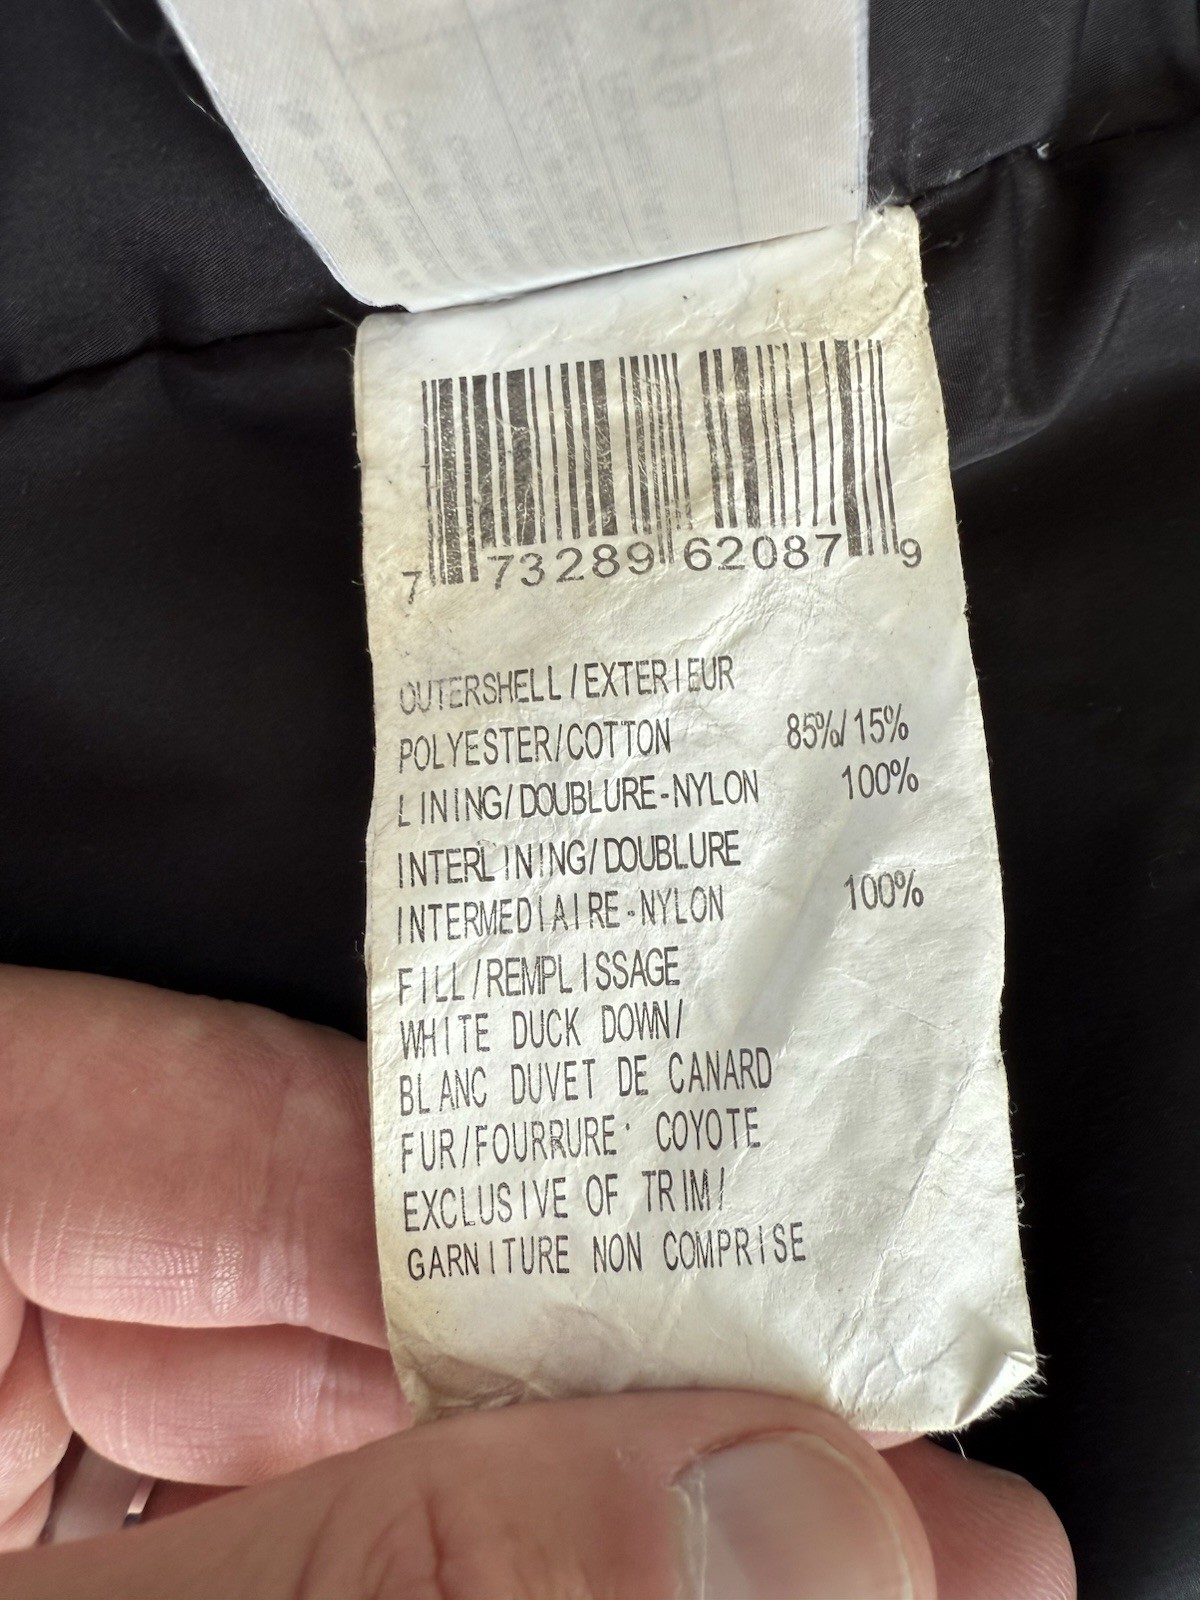 7 73289 62087 9
OUTERSHELL/EXTERIEUR
POLYESTER/COTTON 85%/15%
LINING/DOUBLURE-NYLON 100%
INTERLINING/DOUBLURE
INTERMEDIAIRE-NYLON 100%
FILL/REMPLISSAGE
WHITE DUCK DOWN/
BLANC DUVET DE CANARD
FUR/FOURRURE· COYOTE
EXCLUSIVE OF TRIM/
GARNITURE NON COMPRISE